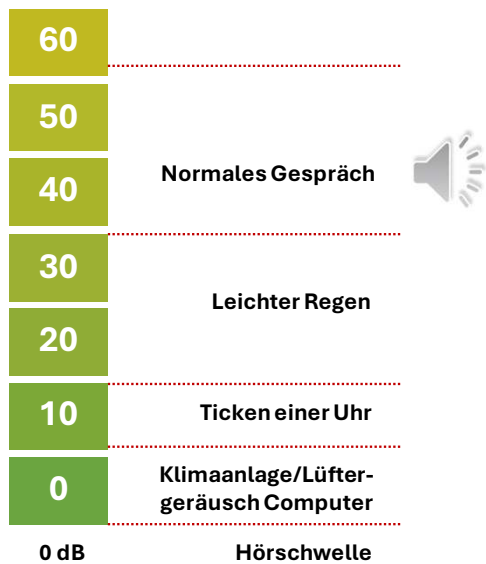 60
50
40
Normales Gespräch
30
Leichter Regen
20
10
Ticken einer Uhr
0
Klimaanlage/Lüfter-
geräusch Computer
0 dB
Hörschwelle